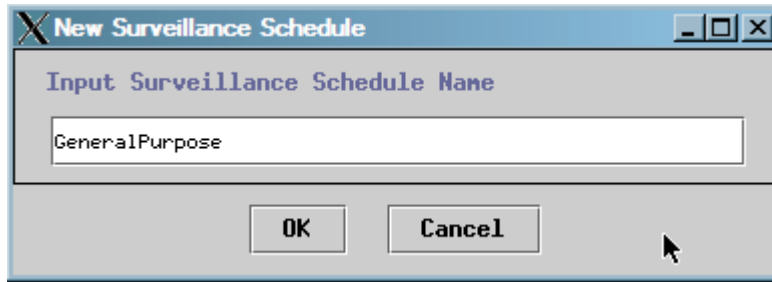 New Surveillance Schedule
Input Surveillance Schedule Name
GeneralPurpose
OK Cancel